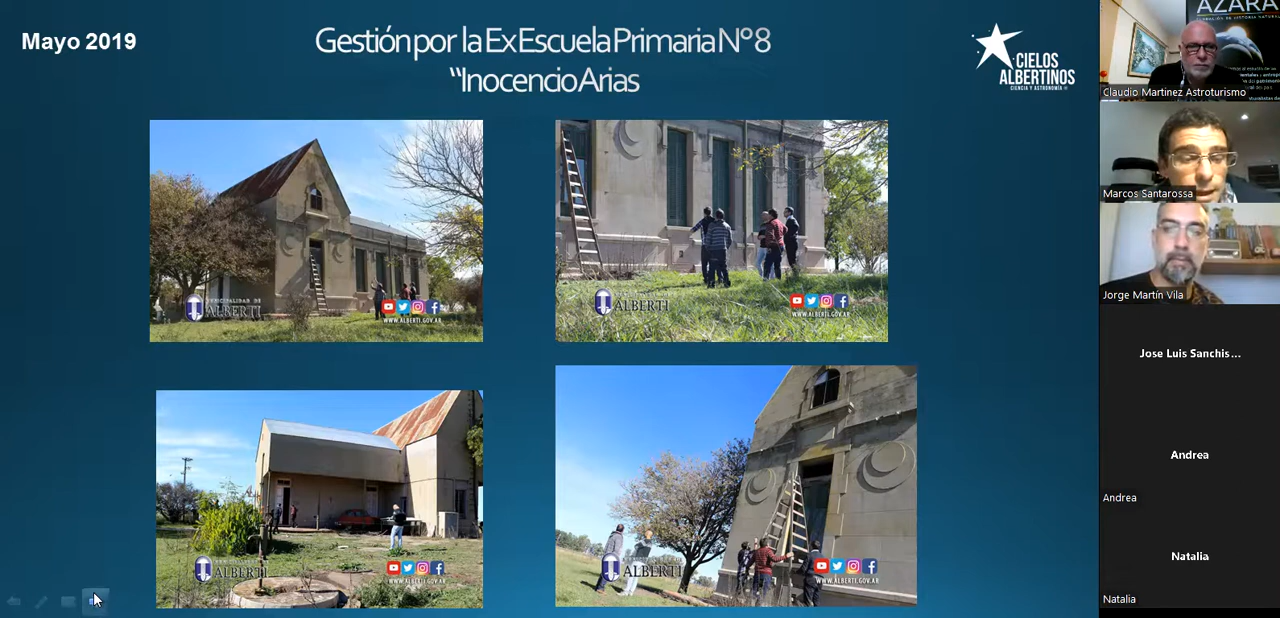 Mayo 2019
Gestión por la Ex Escuela Primaria N°8
“Inocencio Arias
CIELOS
ALBERTINOS
CIENCIA Y ASTRONOMÍA
MUNICIPALIDAD DE
ALBERTI
WWW.ALBERTI.GOV.AR
ALBERTI
WWW.ALBERTI.GOV.AR
ALBERTI
WWW.ALBERTI.GOV.AR
ALBERTI
WWW.ALBERTI.GOV.AR
AZARA
Claudio Martinez Astroturismo
Marcos Santarossa
Jorge Martín Vila
Jose Luis Sanchis...
Andrea
Andrea
Natalia
Natalia